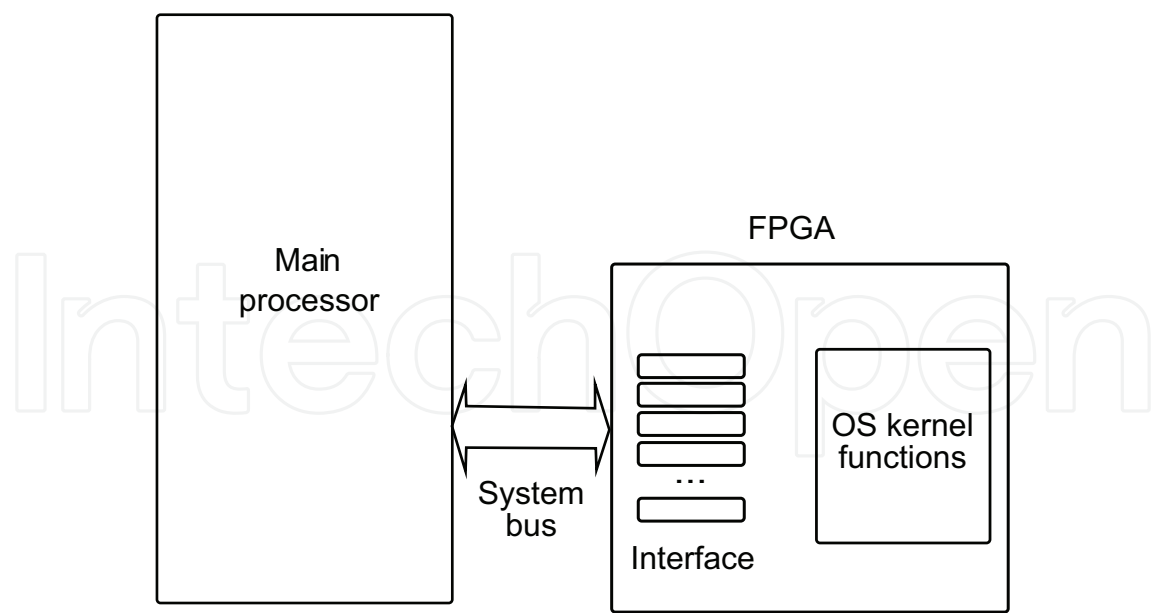 FPGA
Main
processor
IntechOpen
OS kernel
functions
...
System
bus
Interface